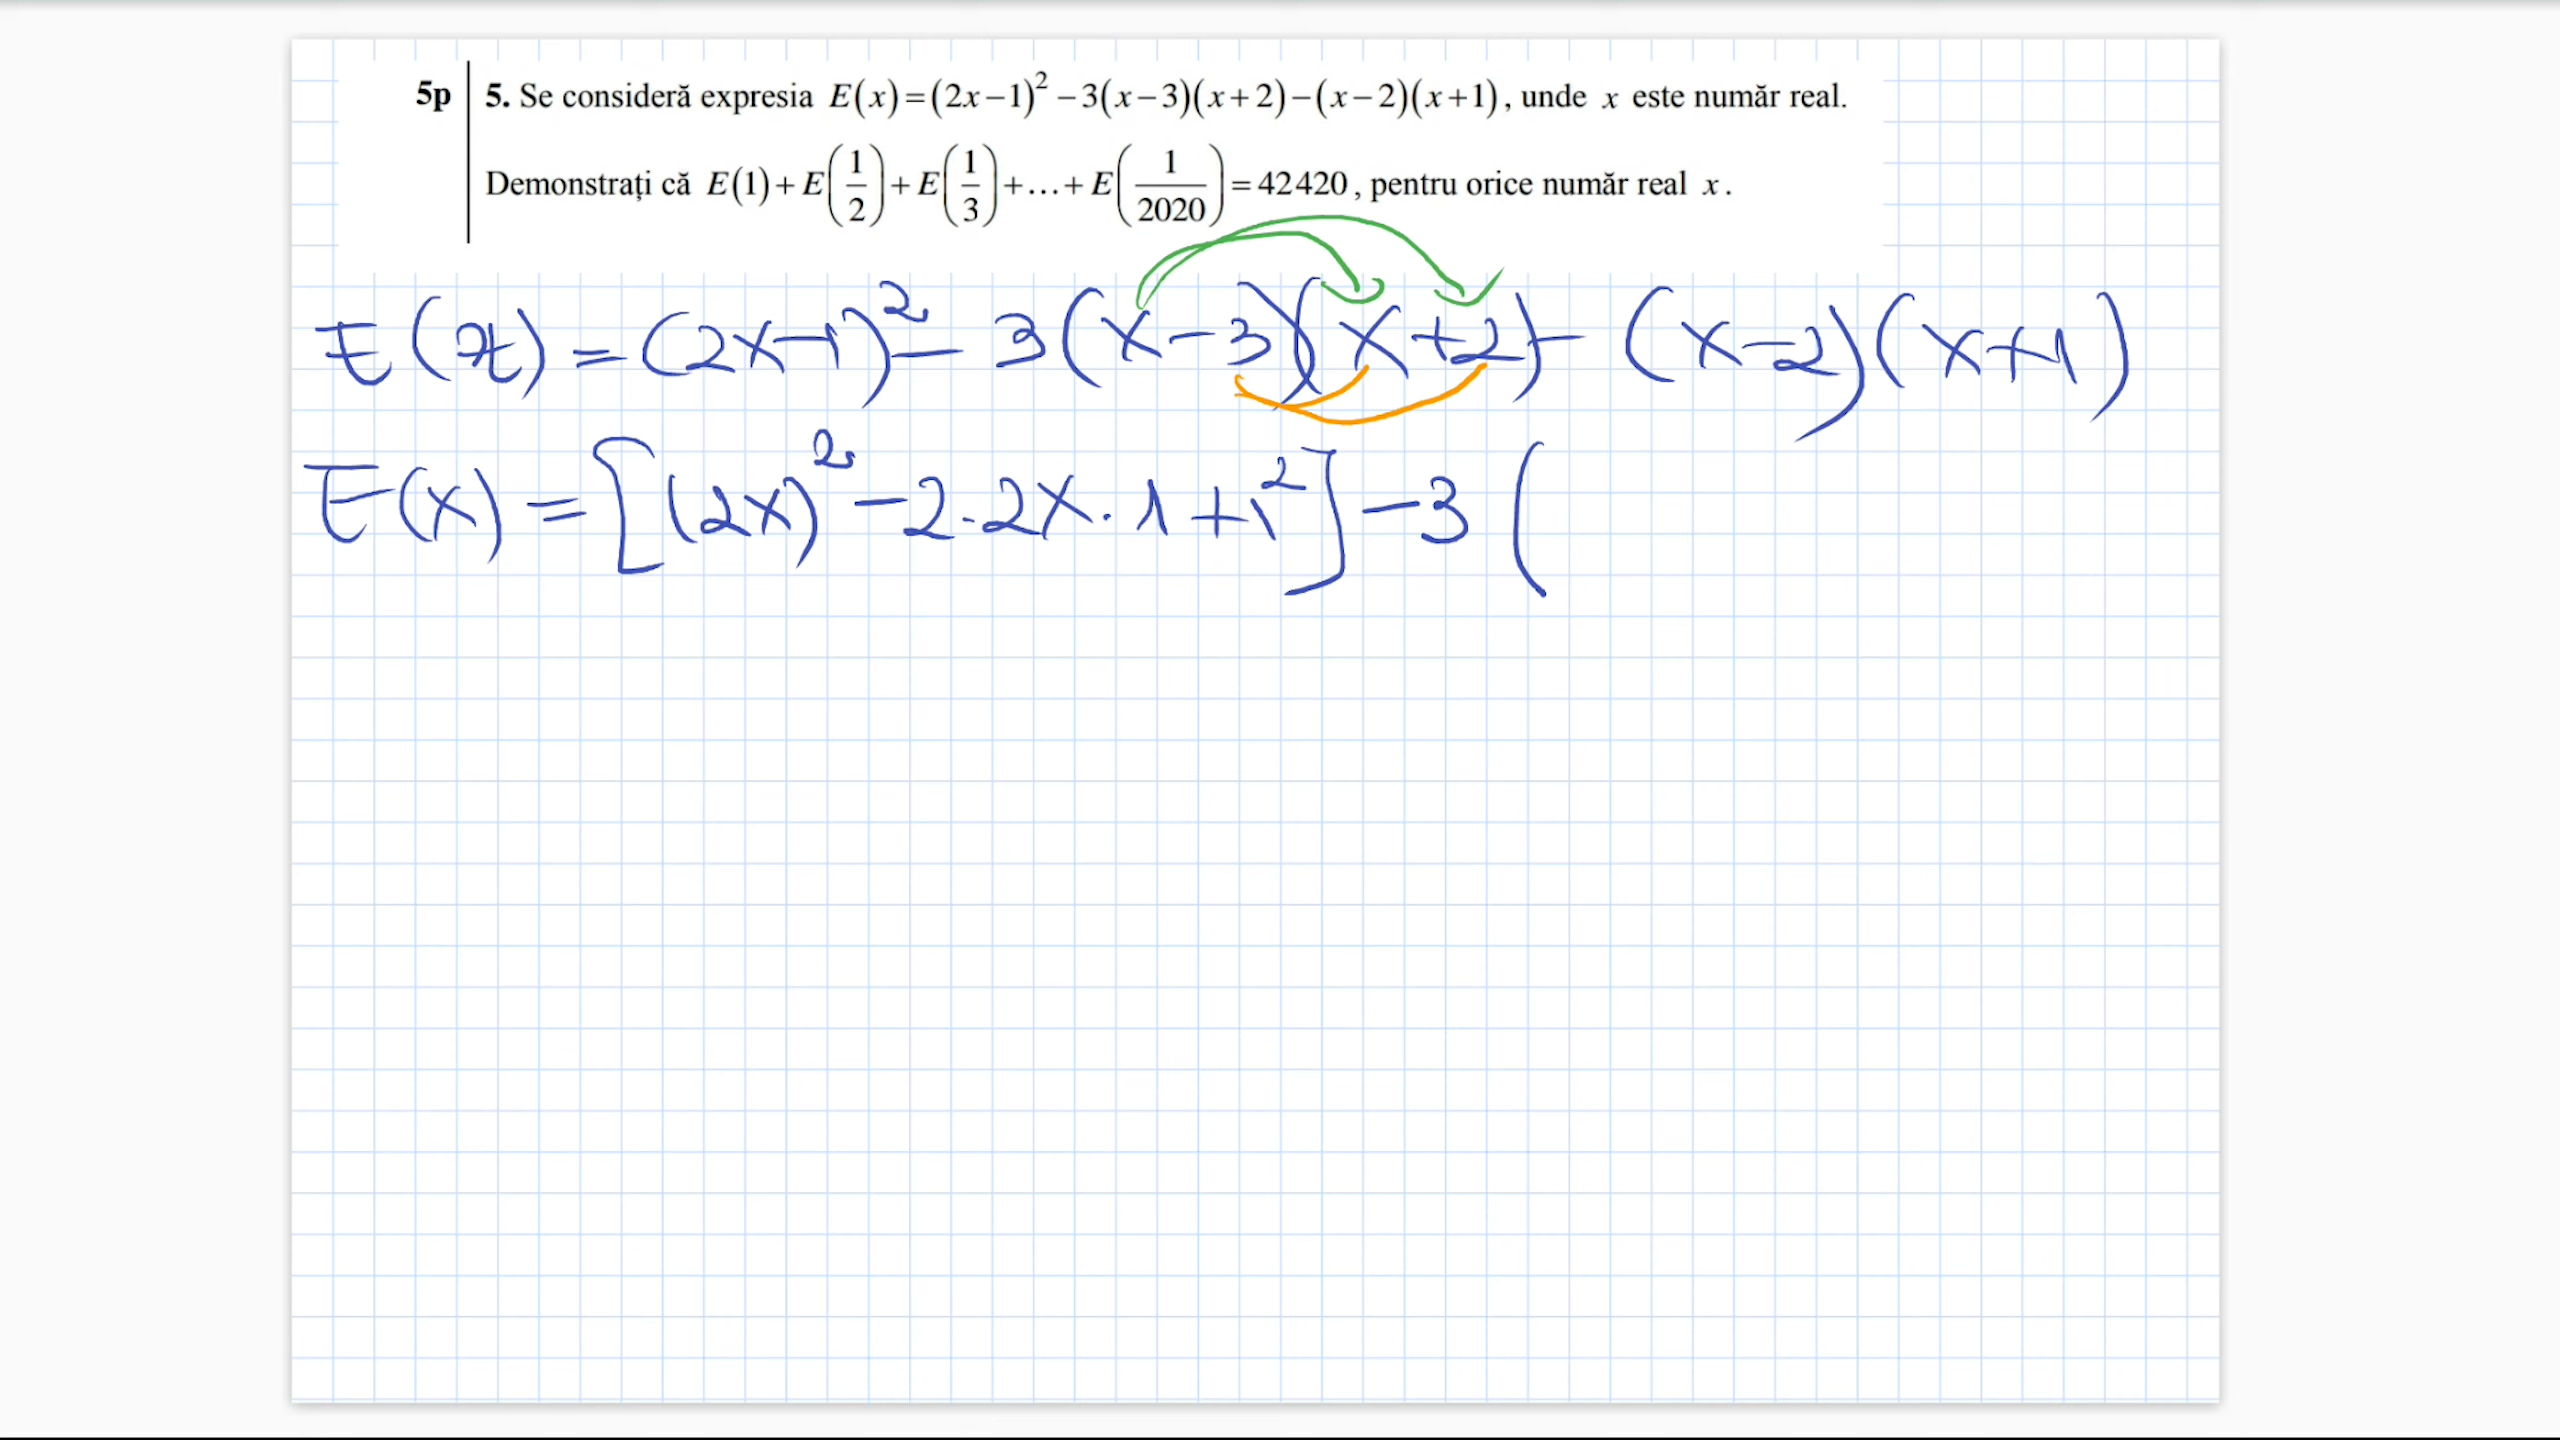 5p 5. Se consideră expresia E(x)=(2x−1)²−3(x−3)(x+2)−(x−2)(x+1), unde x este număr real.
Demonstrați că E(1)+E(1/2)+E(1/3)+...+E(1/2020)=42420, pentru orice număr real x.
E(x)=(2x-1)²-3(x-3)(x+2)-(x-2)(x+1)
E(x)=[(2x)²-2·2x·1+1²]-3(